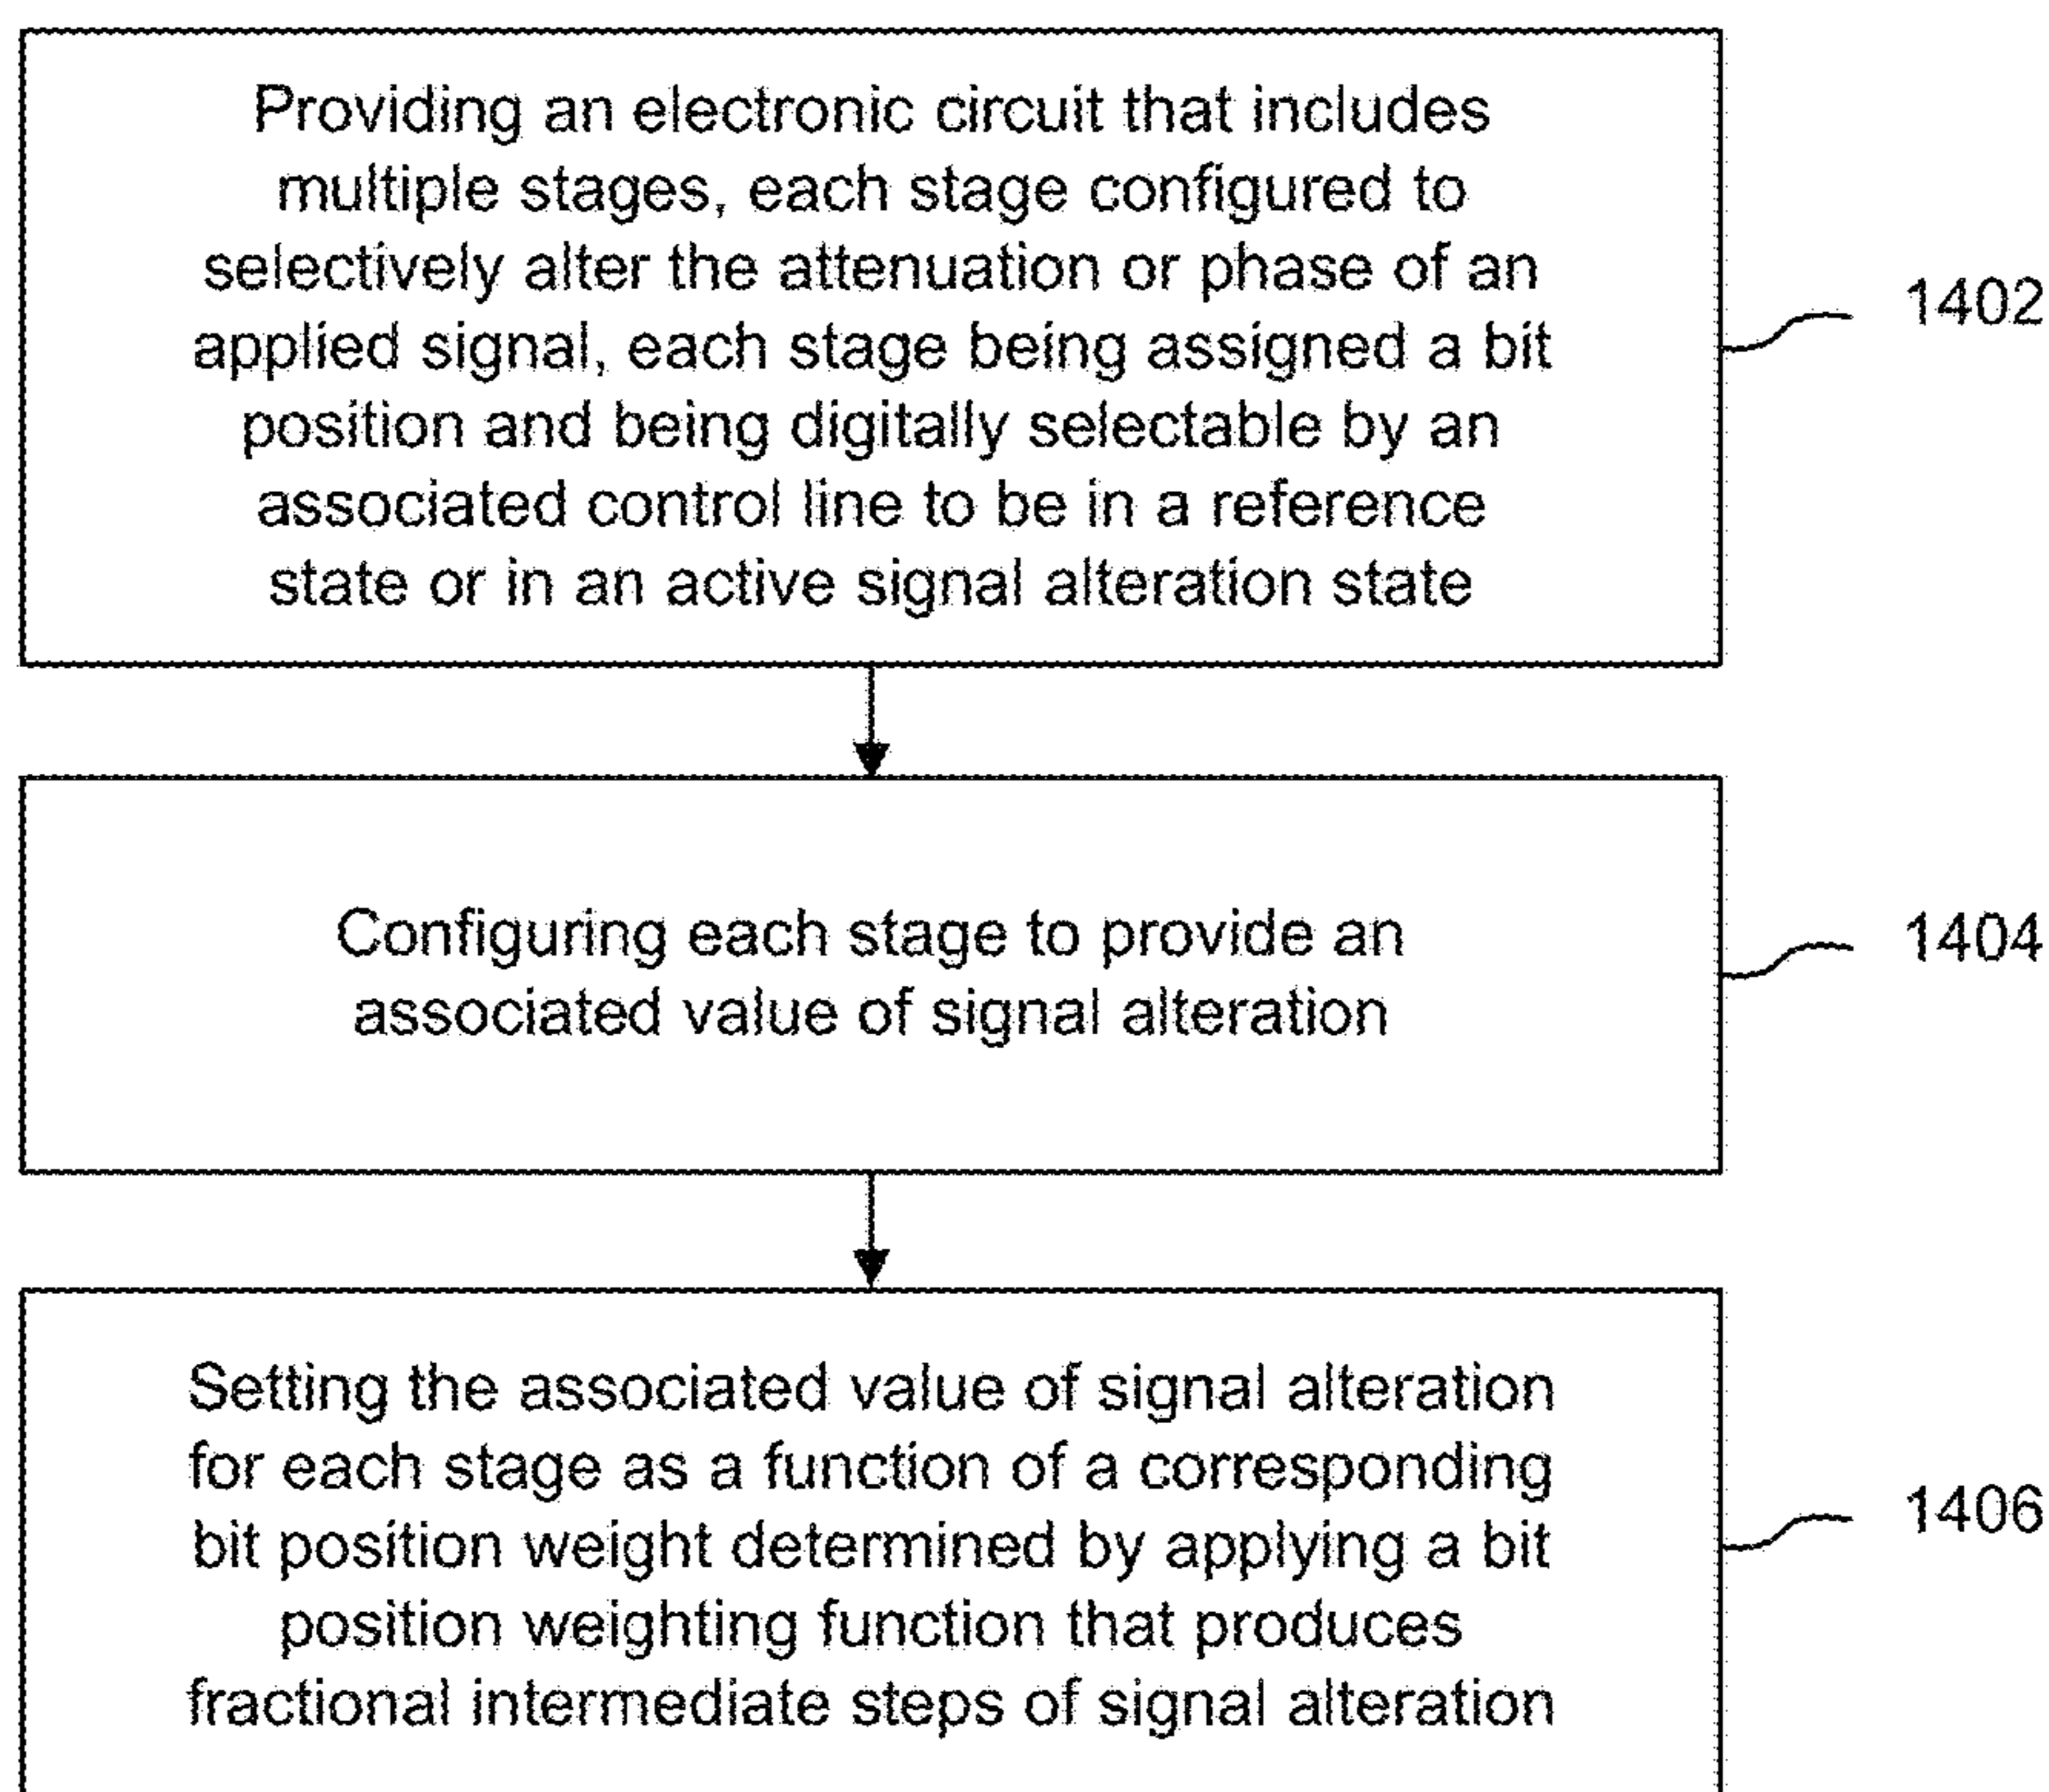 Providing an electronic circuit that includes
multiple stages, each stage configured to
selectively alter the attenuation or phase of an
applied signal, each stage being assigned a bit
position and being digitally selectable by an
associated control line to be in a reference
state or in an active signal alteration state
1402
Configuring each stage to provide an
associated value of signal alteration
1404
Setting the associated value of signal alteration
for each stage as a function of a corresponding
bit position weight determined by applying a bit
position weighting function that produces
fractional intermediate steps of signal alteration
1406